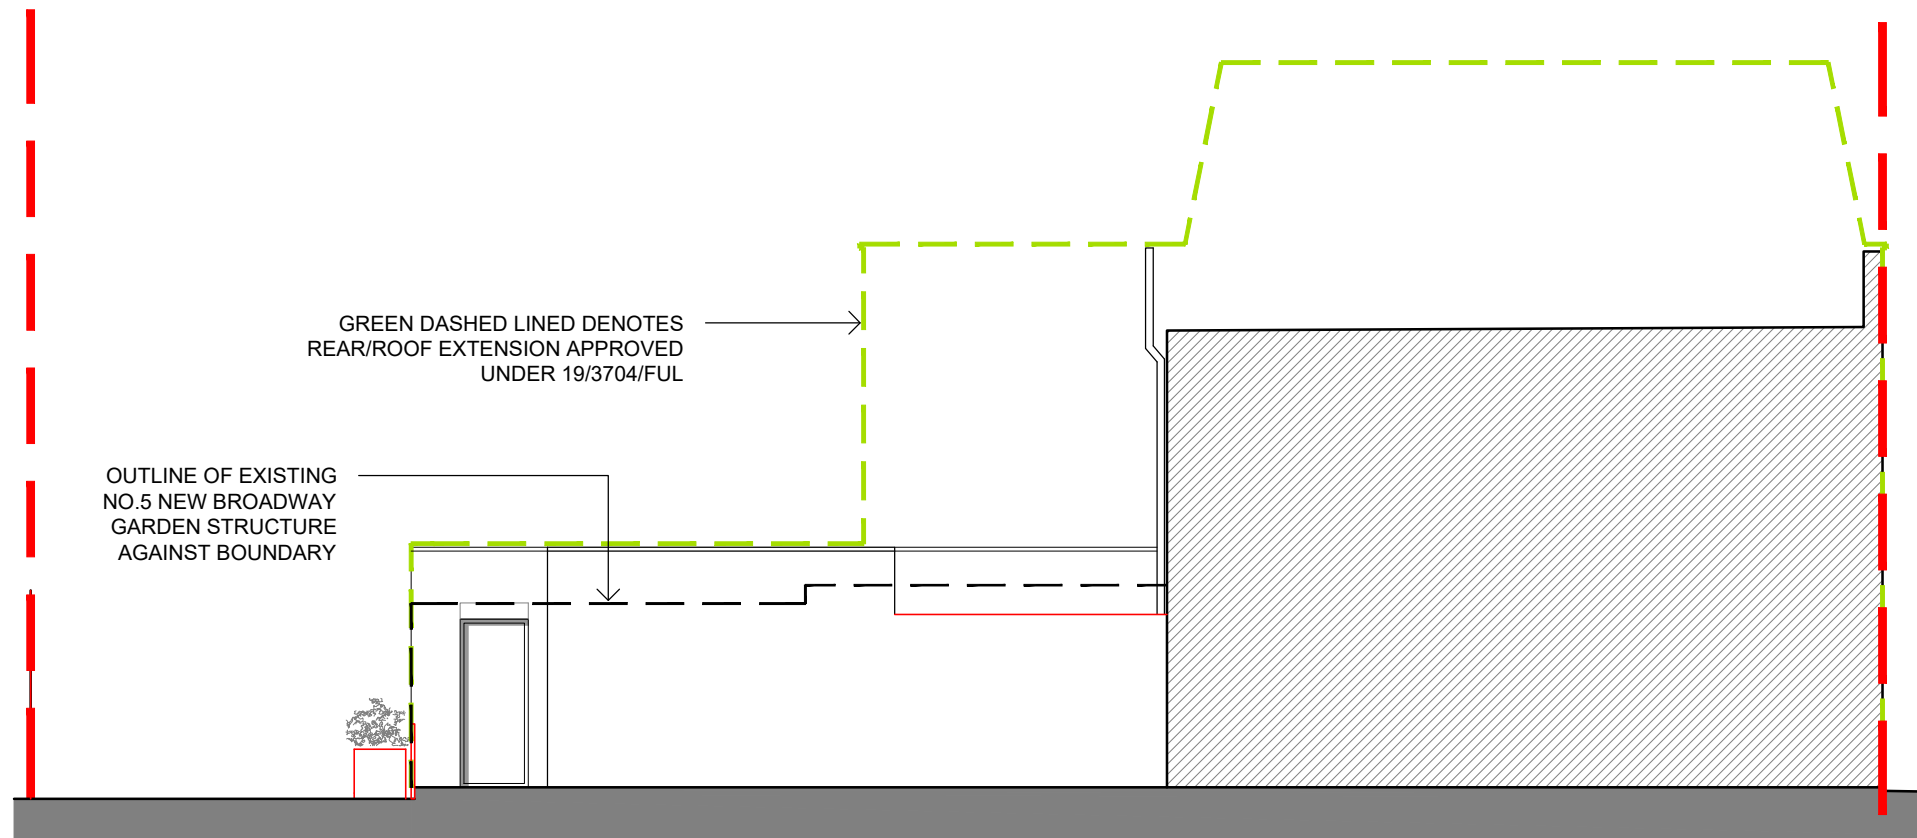 GREEN DASHED LINED DENOTES
REAR/ROOF EXTENSION APPROVED
UNDER 19/3704/FUL
OUTLINE OF EXISTING
NO.5 NEW BROADWAY
GARDEN STRUCTURE
AGAINST BOUNDARY